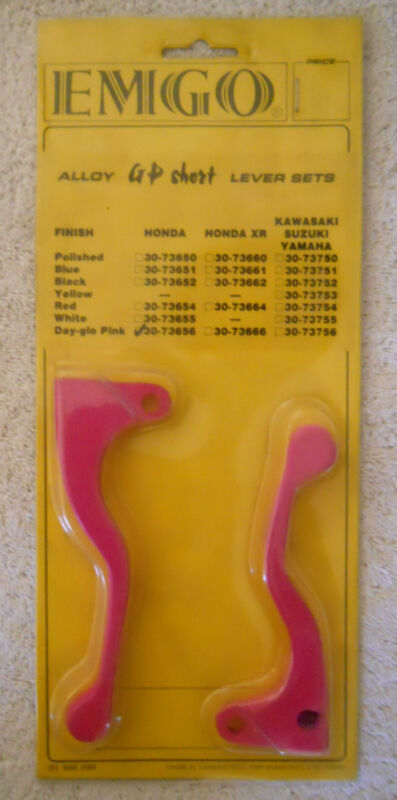 PRICE
EMGO®
ALLOY GP short LEVER SETS
FINISH HONDA HONDA XR KAWASAKI SUZUKI YAMAHA
Polished 30-73650 30-73660 30-73750
Blue 30-73651 30-73661 30-73751
Black 30-73652 30-73662 30-73752
Yellow — — 30-73753
Red 30-73654 30-73664 30-73754
White 30-73655 — 30-73755
Day-glo Pink ✓30-73656 30-73666 30-73756